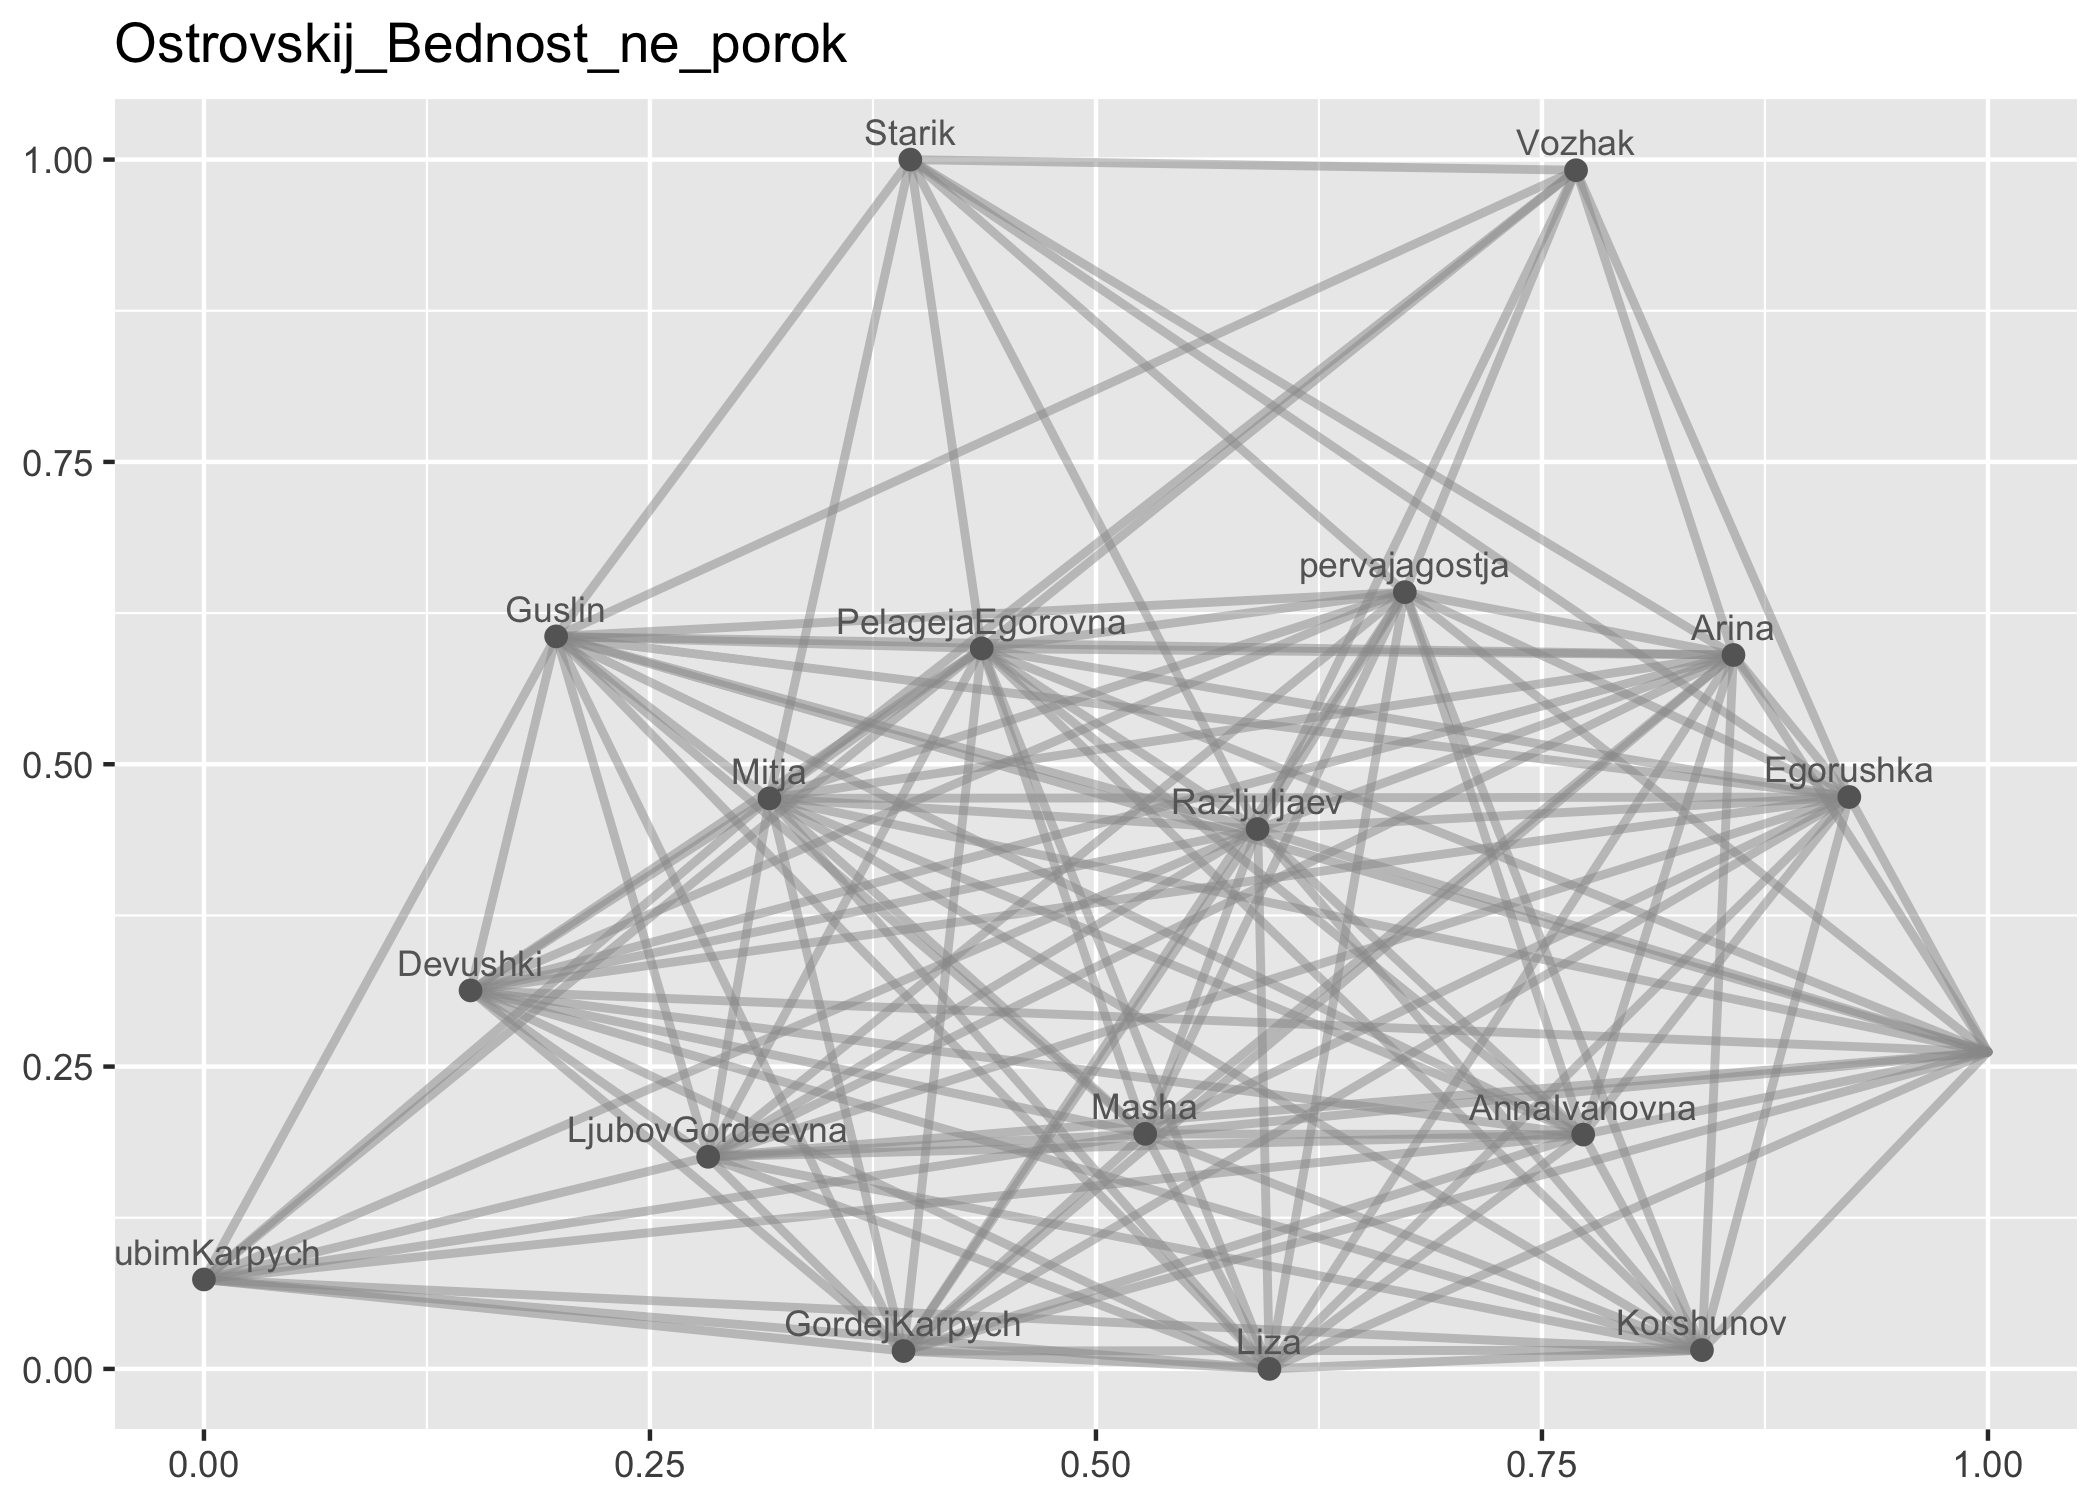 Ostrovskij_Bednost_ne_porok
Starik
Vozhak
1.00
0.75
pervajagostja
Guslin
PelagejaEgorovna
Arina
0.50
Mitja
Egorushka
Razljuljaev
Devushki
0.25
Masha
AnnaIvanovna
LjubovGordeevna
ubimKarpych
GordejKarpych
Korshunov
Liza
0.00
0.00 0.25 0.50 0.75 1.00